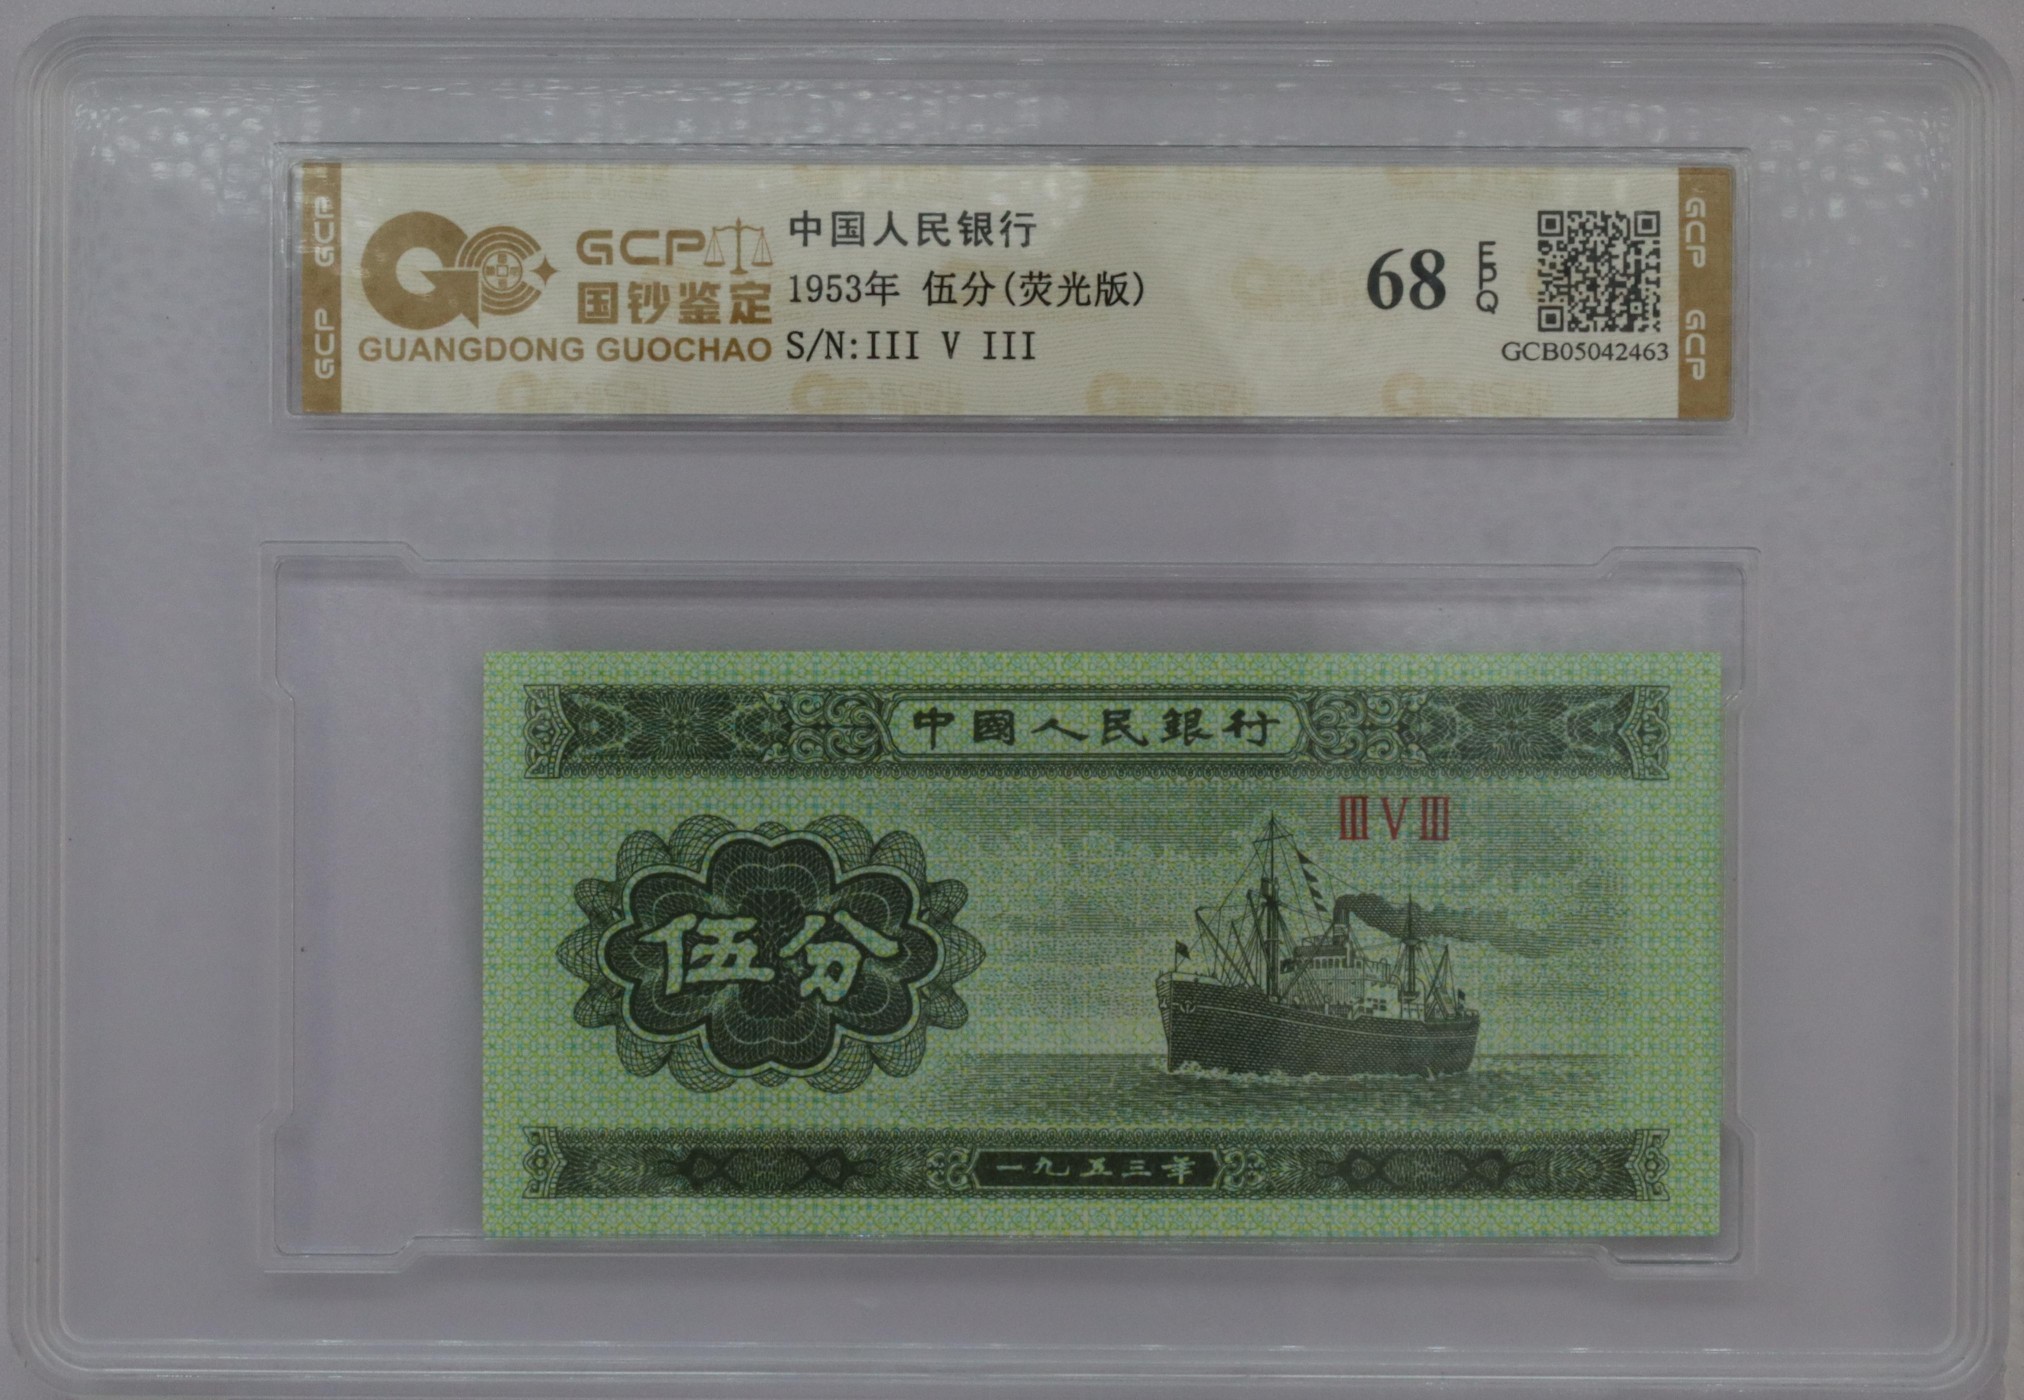 GCP
中国人民银行
1953年 伍分(荧光版)
S/N:III V III
国钞鉴定
GUANGDONG GUOCHAO
68
EPQ
GCB05042463
GCP
GCP
GCP
GCP
中國人民銀行
ⅢⅤⅢ
伍分
一九五三年